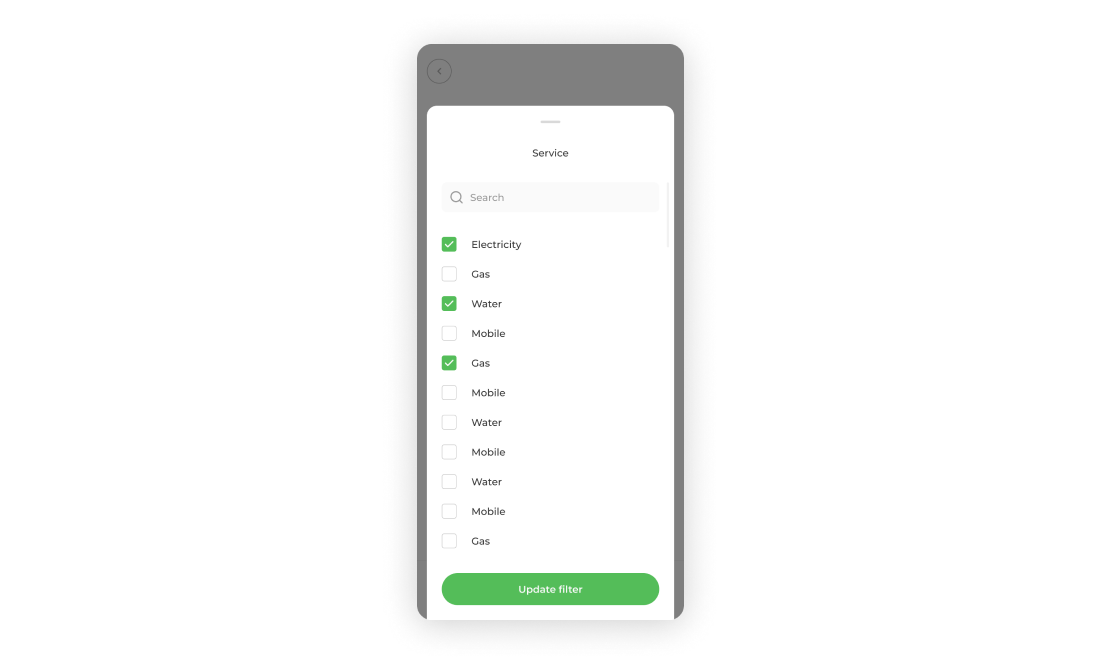 Service
Search
Electricity
Gas
Water
Mobile
Gas
Mobile
Water
Mobile
Water
Mobile
Gas
Update filter